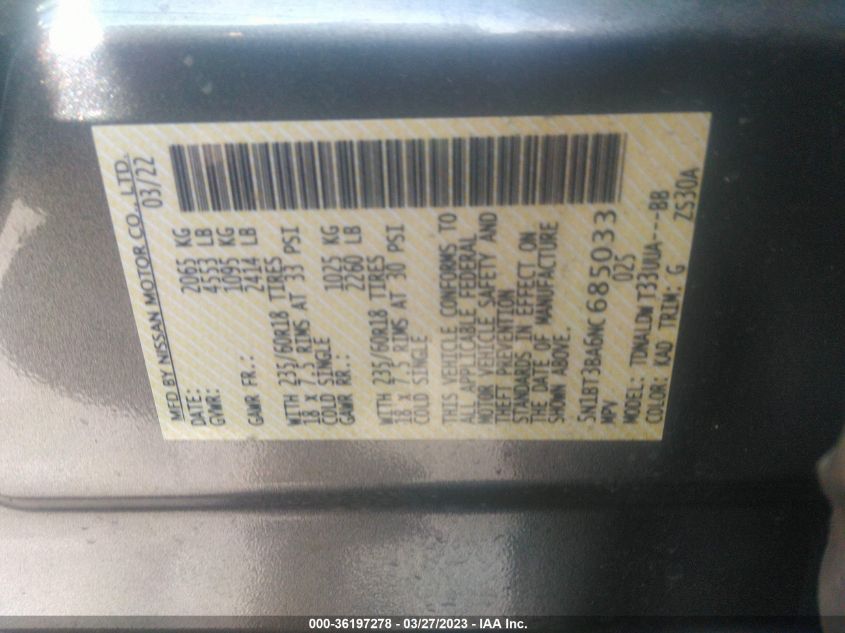 MFD BY NISSAN MOTOR CO., LTD.
DATE: 03/22
GVWR: 2065 KG
4553 LB
1095 KG
GAWR FR.: 2414 LB
WITH 235/60R18 TIRES
18 x 7.5 RIMS AT 33 PSI
COLD SINGLE 1025 KG
GAWR RR.: 2260 LB
WITH 235/60R18 TIRES
18 x 7.5 RIMS AT 30 PSI
COLD SINGLE
THIS VEHICLE CONFORMS TO
ALL APPLICABLE FEDERAL
MOTOR VEHICLE SAFETY AND
THEFT PREVENTION
STANDARDS IN EFFECT ON
THE DATE OF MANUFACTURE
SHOWN ABOVE.
5N1BT3BA6NC685033
MPV 025
MODEL: TDNALDW T33UUA---BB
COLOR: KAD TRIM: G ZS30A
000-36197278 - 03/27/2023 - IAA Inc.